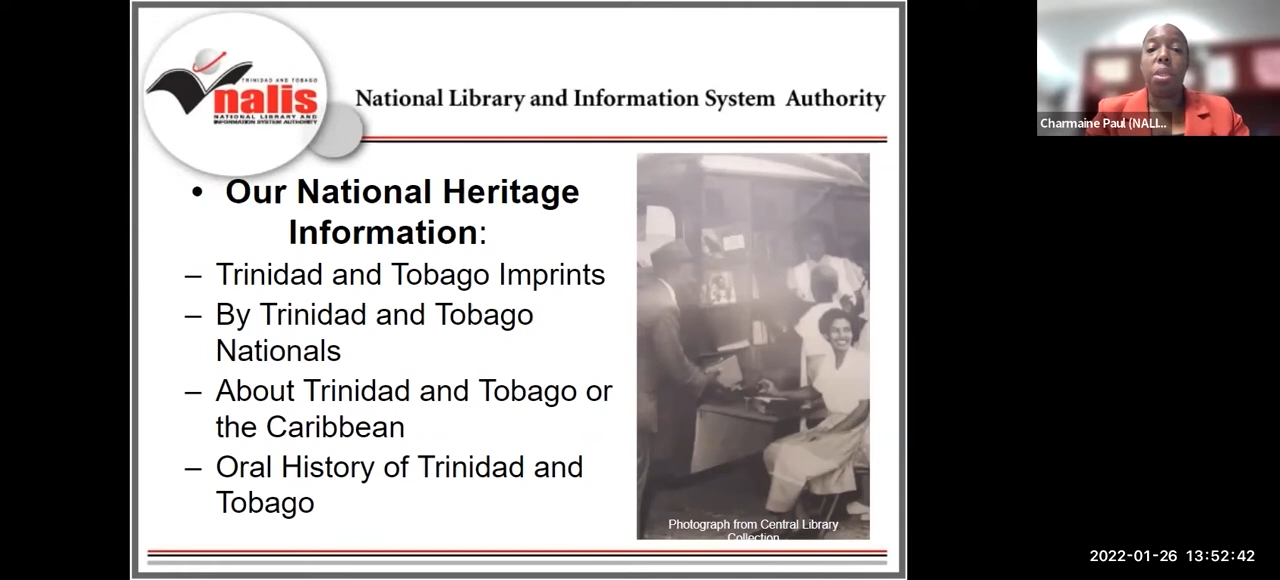 TRINIDAD AND TOBAGO
nalis
NATIONAL LIBRARY AND
INFORMATION SYSTEM AUTHORITY
National Library and Information System Authority
• Our National Heritage
Information:
– Trinidad and Tobago Imprints
– By Trinidad and Tobago
Nationals
– About Trinidad and Tobago or
the Caribbean
– Oral History of Trinidad and
Tobago
Photograph from Central Library
Collection
Charmaine Paul (NALI...
2022-01-26 13:52:42